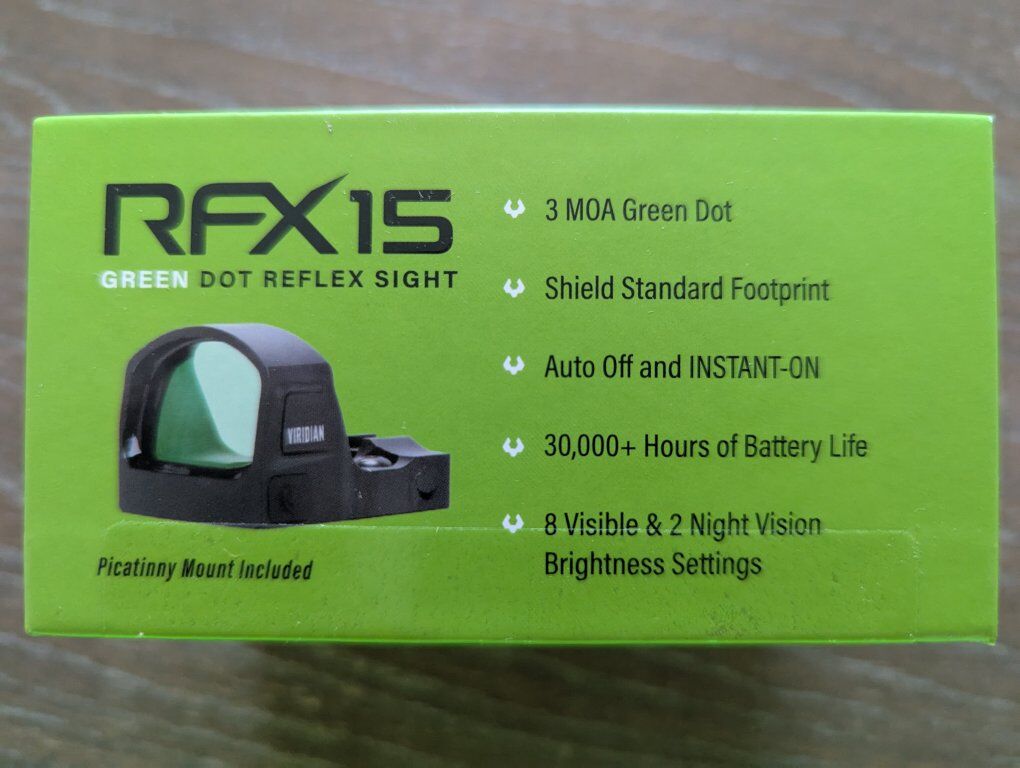 RFX15
GREEN DOT REFLEX SIGHT
VIRIDIAN
Picatinny Mount Included
3 MOA Green Dot
Shield Standard Footprint
Auto Off and INSTANT-ON
30,000+ Hours of Battery Life
8 Visible & 2 Night Vision
Brightness Settings